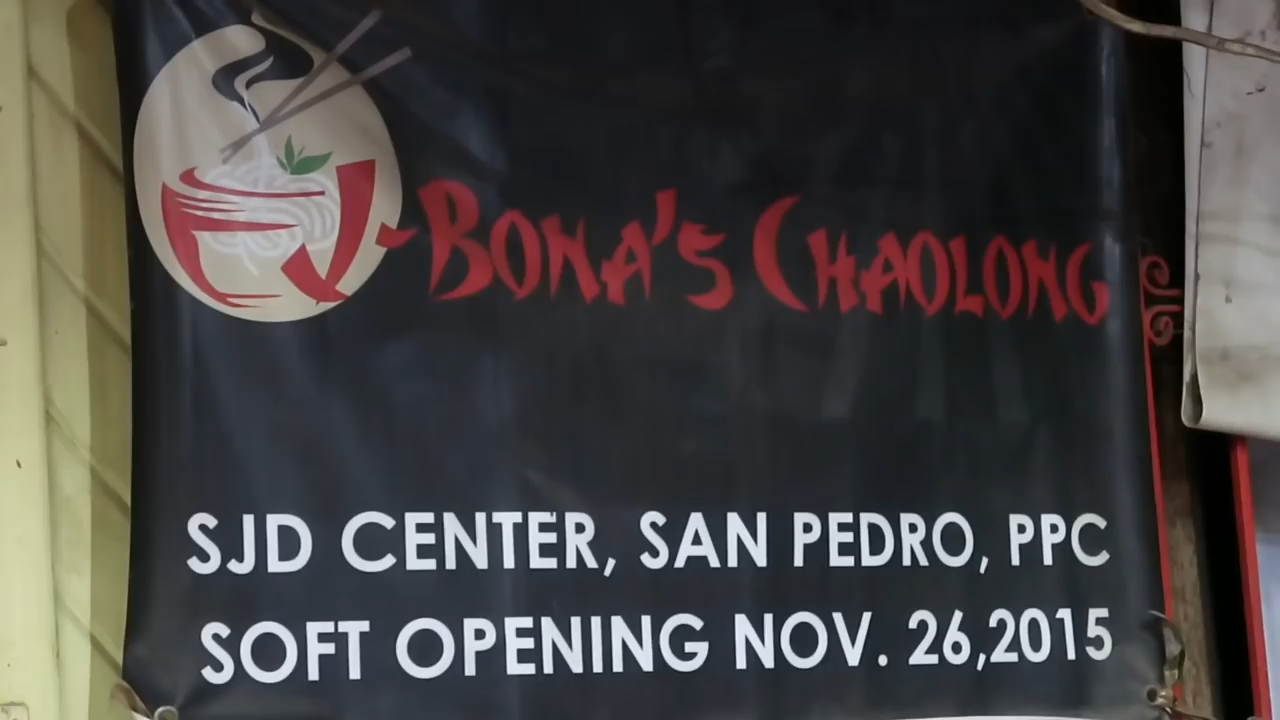 BONA'S CHAOLONG
SJD CENTER, SAN PEDRO, PPC
SOFT OPENING NOV. 26,2015